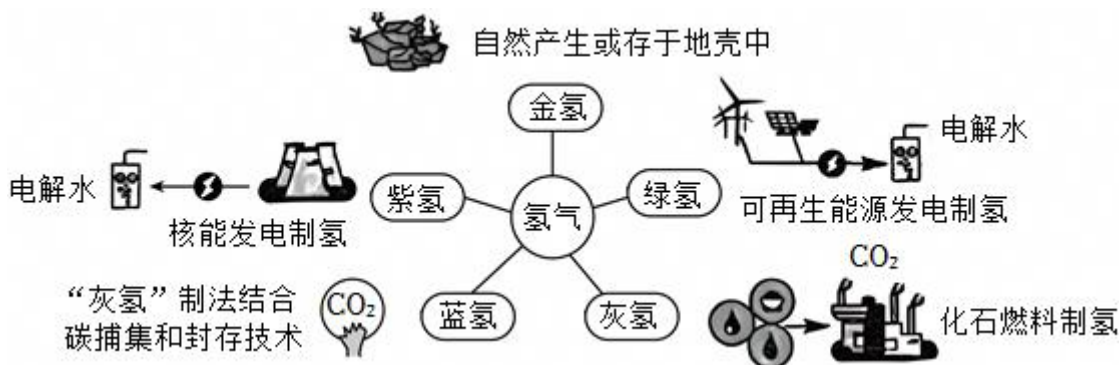 自然产生或存于地壳中
金氢
电解水
电解水
紫氢
氢气
绿氢
核能发电制氢
可再生能源发电制氢
CO₂
“灰氢”制法结合
碳捕集和封存技术
CO₂
蓝氢
灰氢
化石燃料制氢